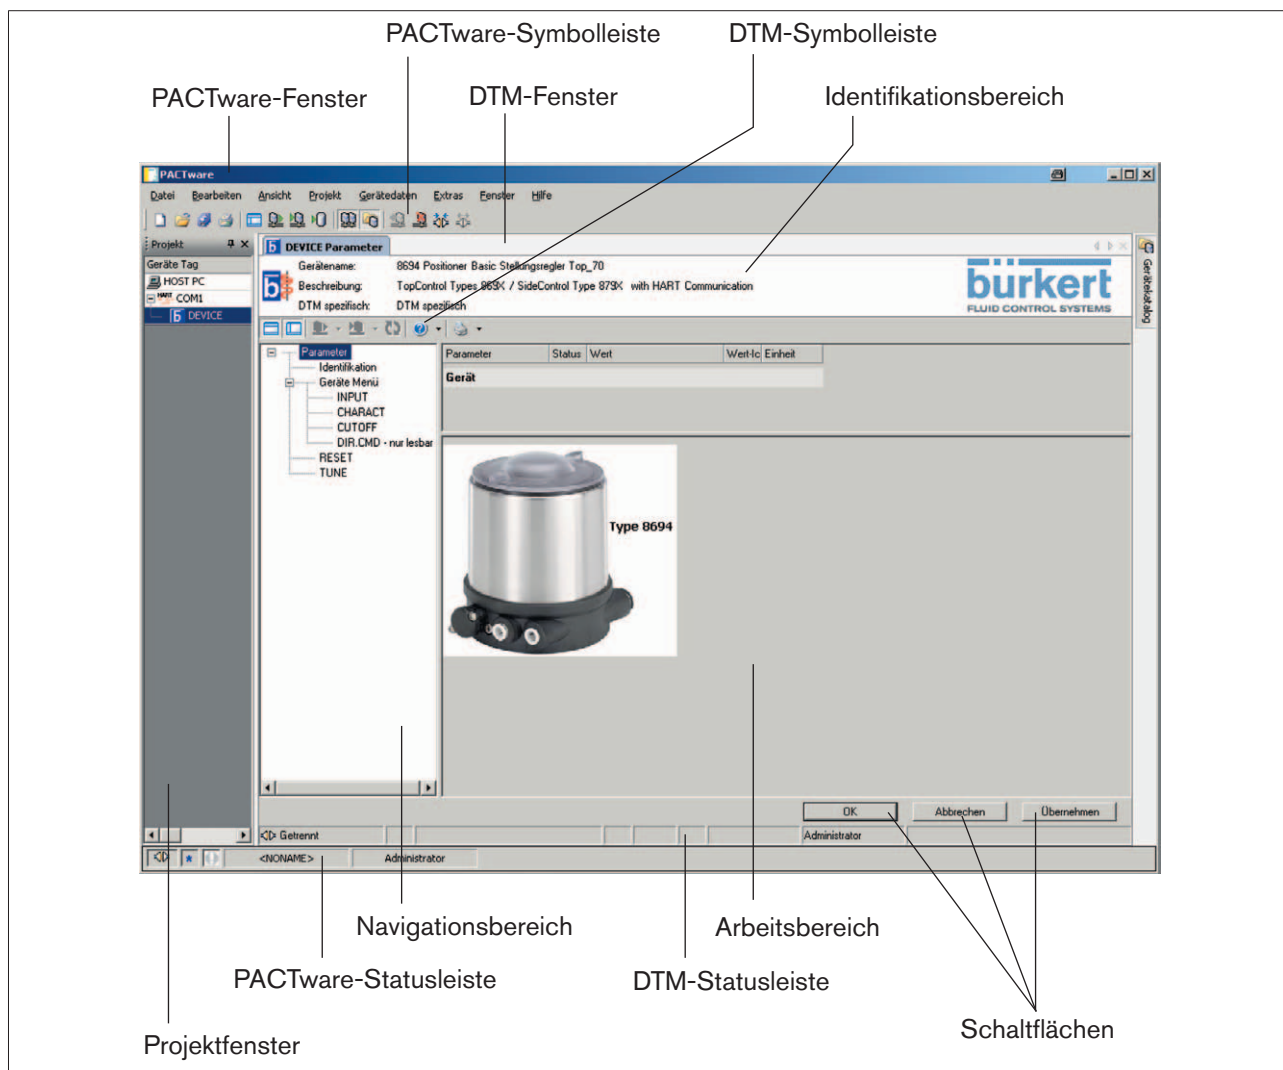 PACTware-Symbolleiste DTM-Symbolleiste
PACTware-Fenster DTM-Fenster Identifikationsbereich
PACTware
Datei Bearbeiten Ansicht Projekt Gerätedaten Extras Fenster Hilfe
Projekt
DEVICE Parameter
Geräte Tag
HOST PC
HART COM1
DEVICE
Gerätename: 8694 Positioner Basic Stellungsregler Top_70
Beschreibung: TopControl Types 869X / SideControl Type 879X with HART Communication
DTM spezifisch: DTM spezifisch
bürkert
FLUID CONTROL SYSTEMS
Gerätekatalog
Parameter
Identifikation
Geräte Menü
INPUT
CHARACT
CUTOFF
DIR.CMD - nur lesbar
RESET
TUNE
Parameter Status Wert Wert-Ic Einheit
Gerät
Type 8694
OK Abbrechen Übernehmen
Getrennt Administrator
<NONAME> Administrator
Navigationsbereich Arbeitsbereich
PACTware-Statusleiste DTM-Statusleiste
Schaltflächen
Projektfenster